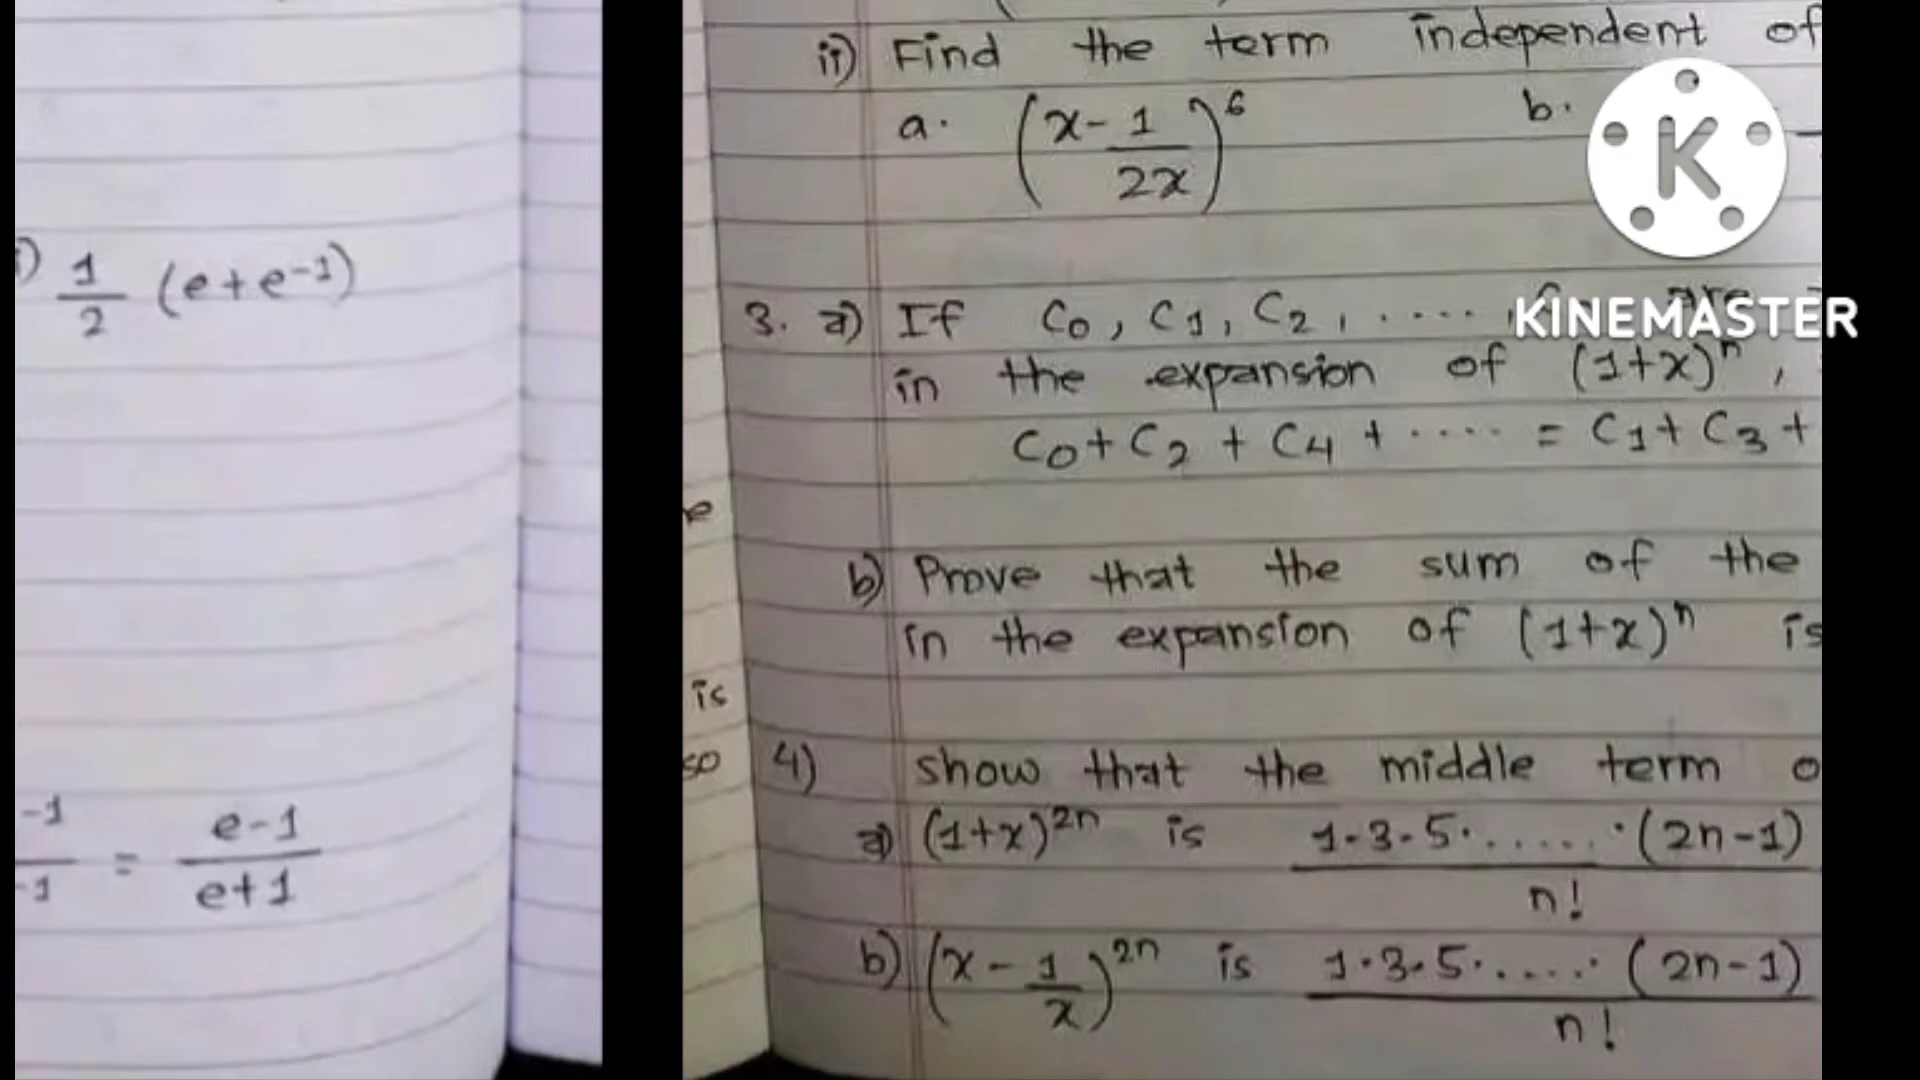 i) 1/2 (e+e⁻¹)
-1/-1 = e-1/e+1
ii) Find the term independent of
a. (x - 1/2x)⁶ b.
KINEMASTER
3. a) If C₀, C₁, C₂, ....., are
in the expansion of (1+x)ⁿ,
C₀ + C₂ + C₄ + ..... = C₁ + C₃ +
e
b) Prove that the sum of the
in the expansion of (1+x)ⁿ is
is
so
4) show that the middle term o
a) (1+x)²ⁿ is 1·3·5·......·(2n-1)/n!
b) (x - 1/x)²ⁿ is 1·3·5·.....·(2n-1)/n!